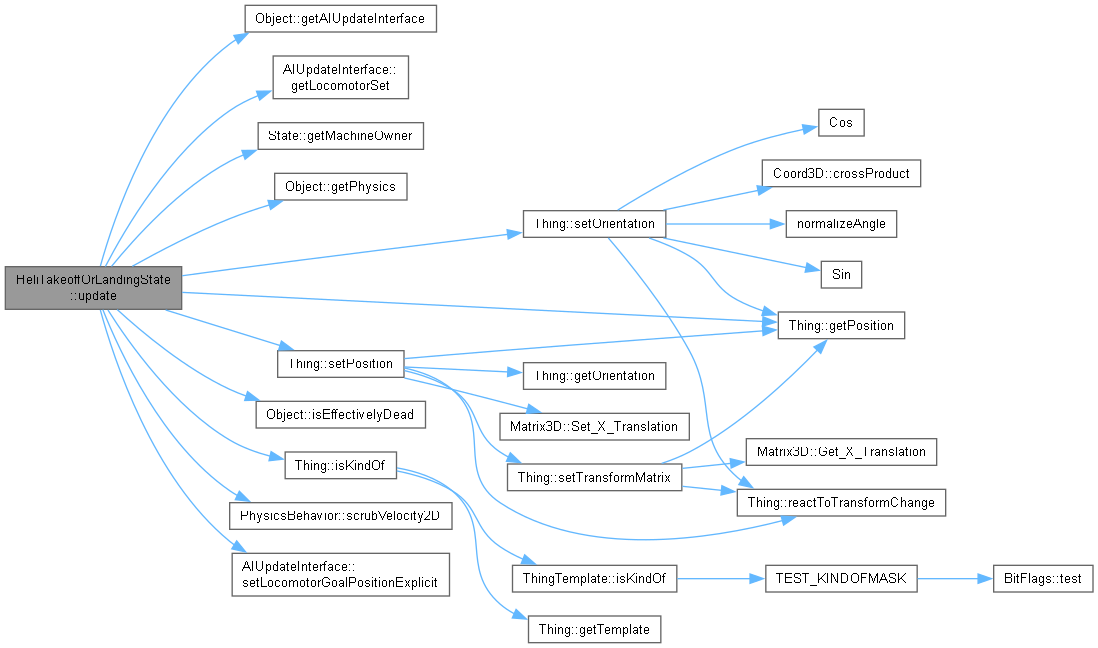 Object::getAIUpdateInterface
AIUpdateInterface::
getLocomotorSet
State::getMachineOwner
Object::getPhysics
HeliTakeoffOrLandingState
::update
Thing::setPosition
Object::isEffectivelyDead
Thing::isKindOf
PhysicsBehavior::scrubVelocity2D
AIUpdateInterface::
setLocomotorGoalPositionExplicit
Thing::setOrientation
Thing::getOrientation
Matrix3D::Set_X_Translation
Thing::setTransformMatrix
ThingTemplate::isKindOf
Thing::getTemplate
Cos
Coord3D::crossProduct
normalizeAngle
Sin
Thing::getPosition
Matrix3D::Get_X_Translation
Thing::reactToTransformChange
TEST_KINDOFMASK
BitFlags::test